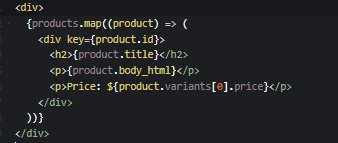 <div>
{products.map((product) => (
<div key={product.id}>
<h2>{product.title}</h2>
<p>{product.body_html}</p>
<p>Price: ${product.variants[0].price}</p>
</div>
))}
</div>